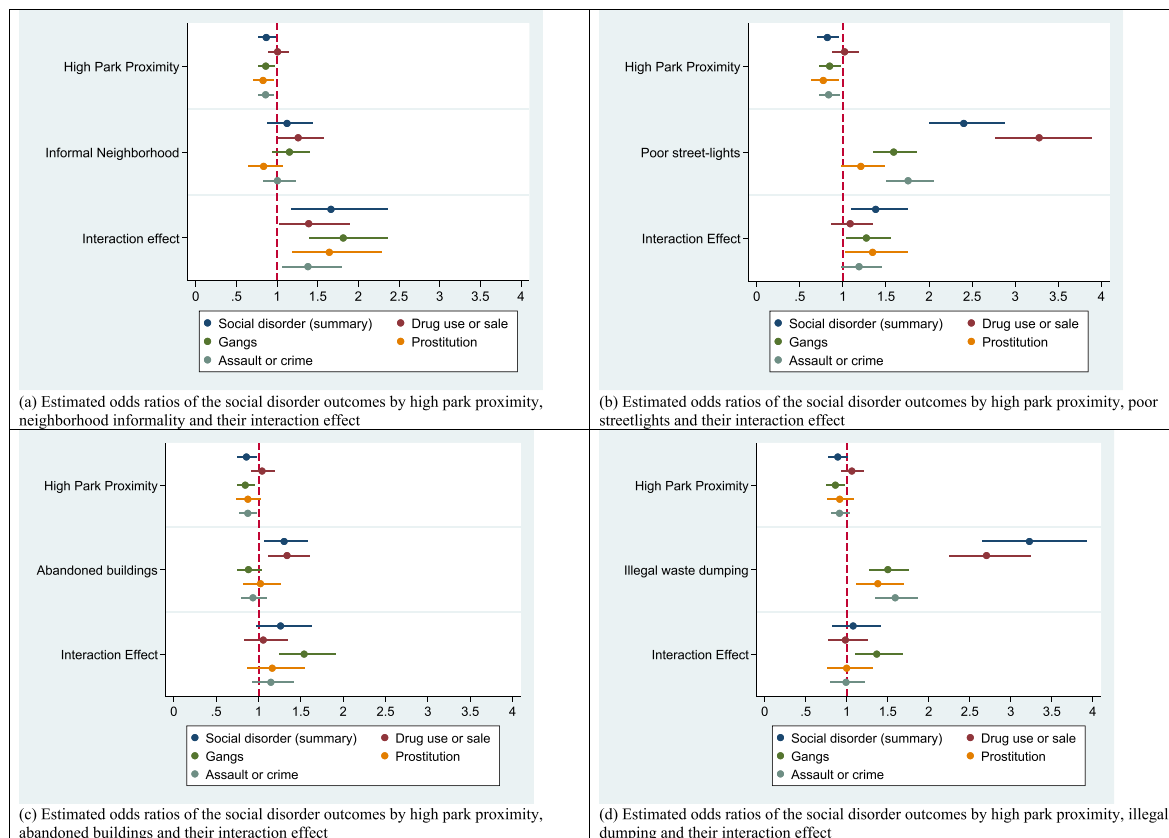 High Park Proximity
Informal Neighborhood
Interaction effect
0 .5 1 1.5 2 2.5 3 3.5 4
Social disorder (summary) Drug use or sale
Gangs Prostitution
Assault or crime
(a) Estimated odds ratios of the social disorder outcomes by high park proximity,
neighborhood informality and their interaction effect
High Park Proximity
Poor street-lights
Interaction Effect
0 .5 1 1.5 2 2.5 3 3.5 4
Social disorder (summary) Drug use or sale
Gangs Prostitution
Assault or crime
(b) Estimated odds ratios of the social disorder outcomes by high park proximity, poor
streetlights and their interaction effect
High Park Proximity
Abandoned buildings
Interaction Effect
0 .5 1 1.5 2 2.5 3 3.5 4
Social disorder (summary) Drug use or sale
Gangs Prostitution
Assault or crime
(c) Estimated odds ratios of the social disorder outcomes by high park proximity,
abandoned buildings and their interaction effect
High Park Proximity
Illegal waste dumping
Interaction Effect
0 .5 1 1.5 2 2.5 3 3.5 4
Social disorder (summary) Drug use or sale
Gangs Prostitution
Assault or crime
(d) Estimated odds ratios of the social disorder outcomes by high park proximity, illegal
dumping and their interaction effect